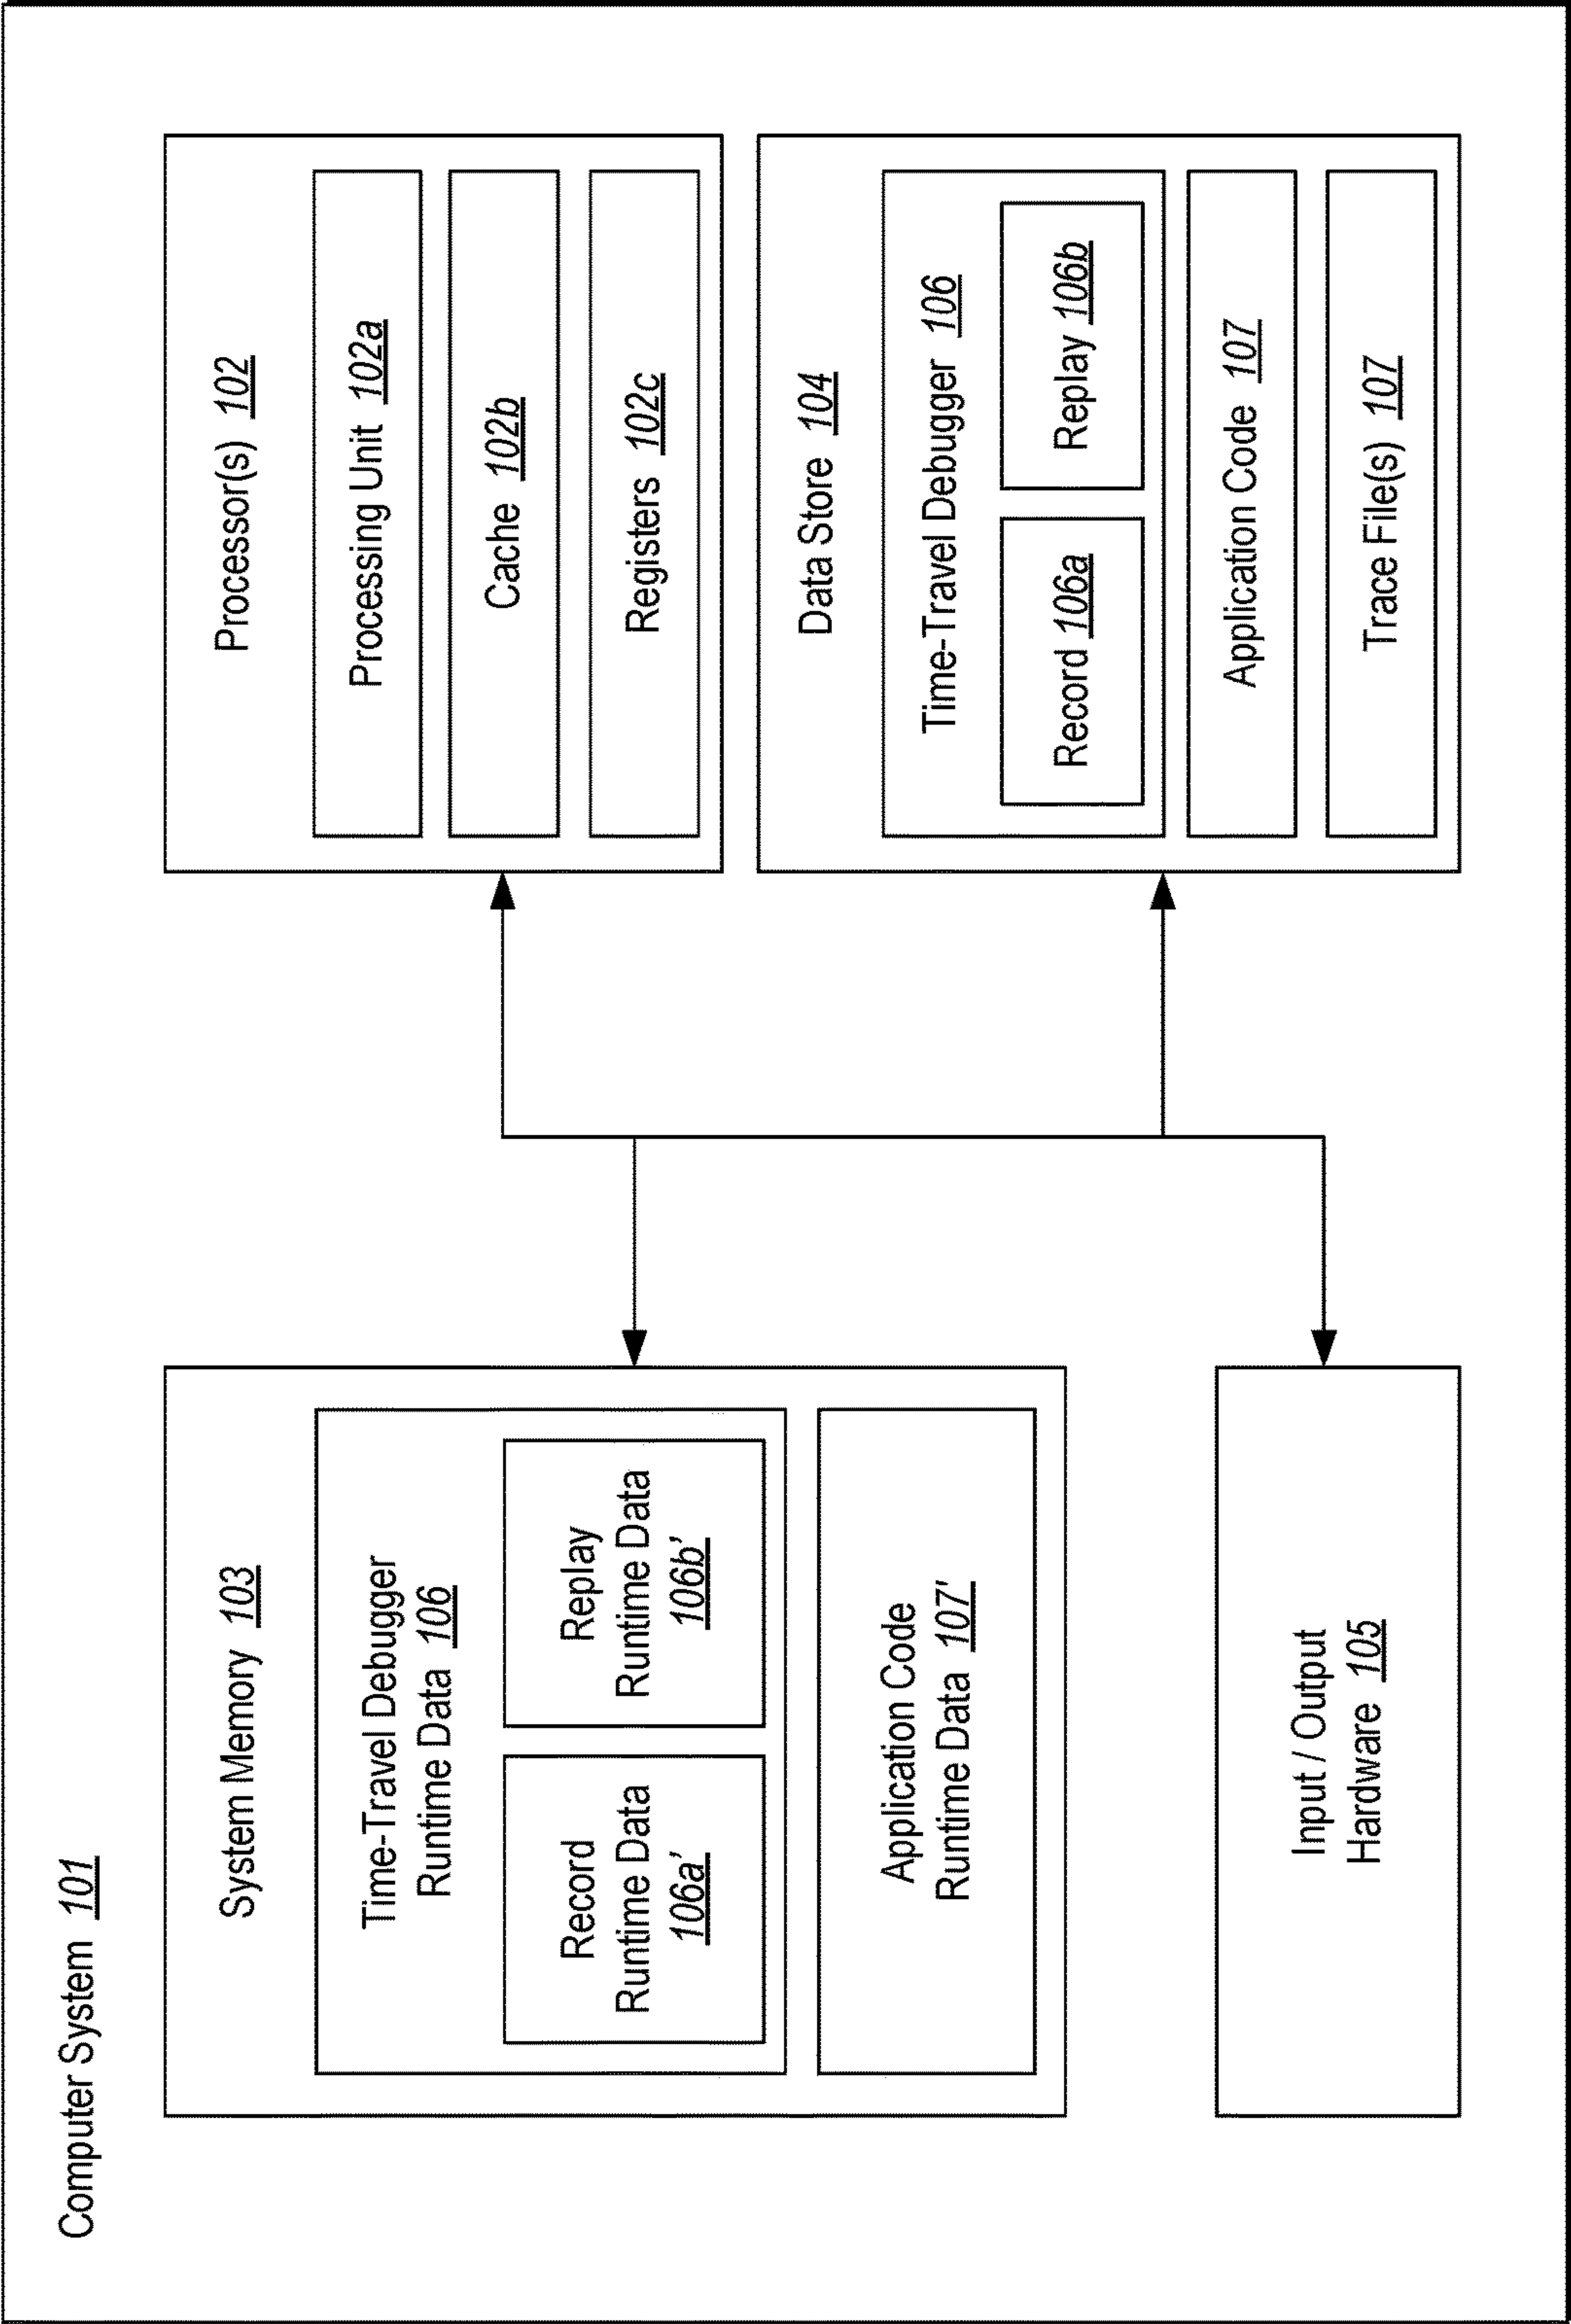 Computer System 101
System Memory 103
Time-Travel Debugger
Runtime Data 106
Record
Runtime Data
106a'
Replay
Runtime Data
106b'
Application Code
Runtime Data 107'
Input / Output
Hardware 105
Processor(s) 102
Processing Unit 102a
Cache 102b
Registers 102c
Data Store 104
Time-Travel Debugger 106
Record 106a
Replay 106b
Application Code 107
Trace File(s) 107